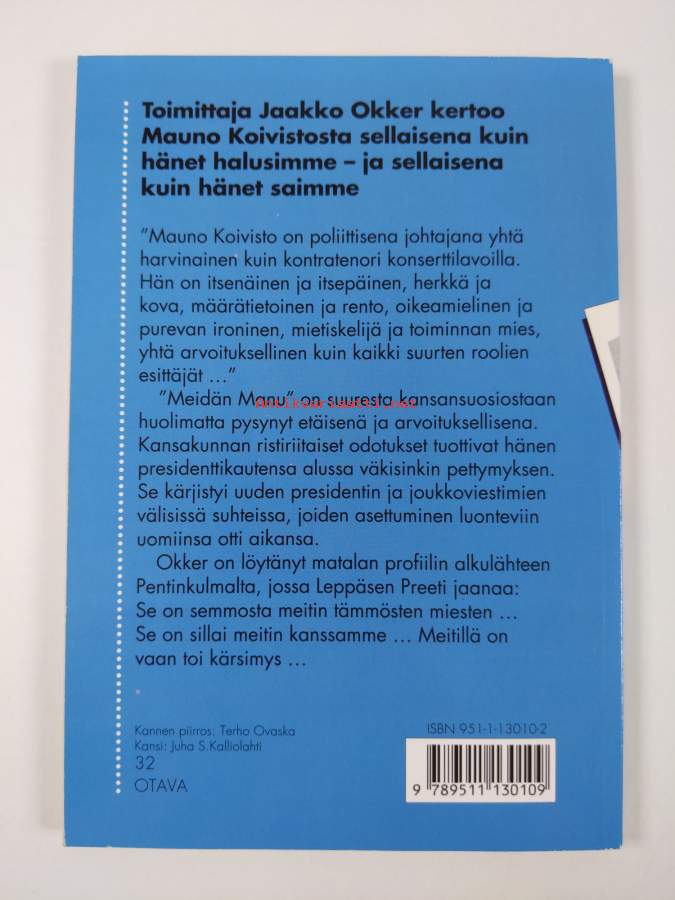 Toimittaja Jaakko Okker kertoo
Mauno Koivistosta sellaisena kuin
hänet halusimme – ja sellaisena
kuin hänet saimme
”Mauno Koivisto on poliittisena johtajana yhtä
harvinainen kuin kontratenori konserttilavoilla.
Hän on itsenäinen ja itsepäinen, herkkä ja
kova, määrätietoinen ja rento, oikeamielinen ja
purevan ironinen, mietiskelijä ja toiminnan mies,
yhtä arvoituksellinen kuin kaikki suurten roolien
esittäjät ...”
”Meidän Manu” on suuresta kansansuosiostaan
huolimatta pysynyt etäisenä ja arvoituksellisena.
Kansakunnan ristiriitaiset odotukset tuottivat hänen
presidenttikautensa alussa väkisinkin pettymyksen.
Se kärjistyi uuden presidentin ja joukkoviestimien
välisissä suhteissa, joiden asettuminen luonteviin
uomiinsa otti aikansa.
Okker on löytänyt matalan profiilin alkulähteen
Pentinkulmalta, jossa Leppäsen Preeti jaanaa:
Se on semmosta meitin tämmösten miesten ...
Se on sillai meitin kanssamme ... Meitillä on
vaan toi kärsimys ...
Kannen piirros: Terho Ovaska
Kansi: Juha S.Kalliolahti
32
OTAVA
ISBN 951-1-13010-2
9 789511 130109
Antikvariaatti.net